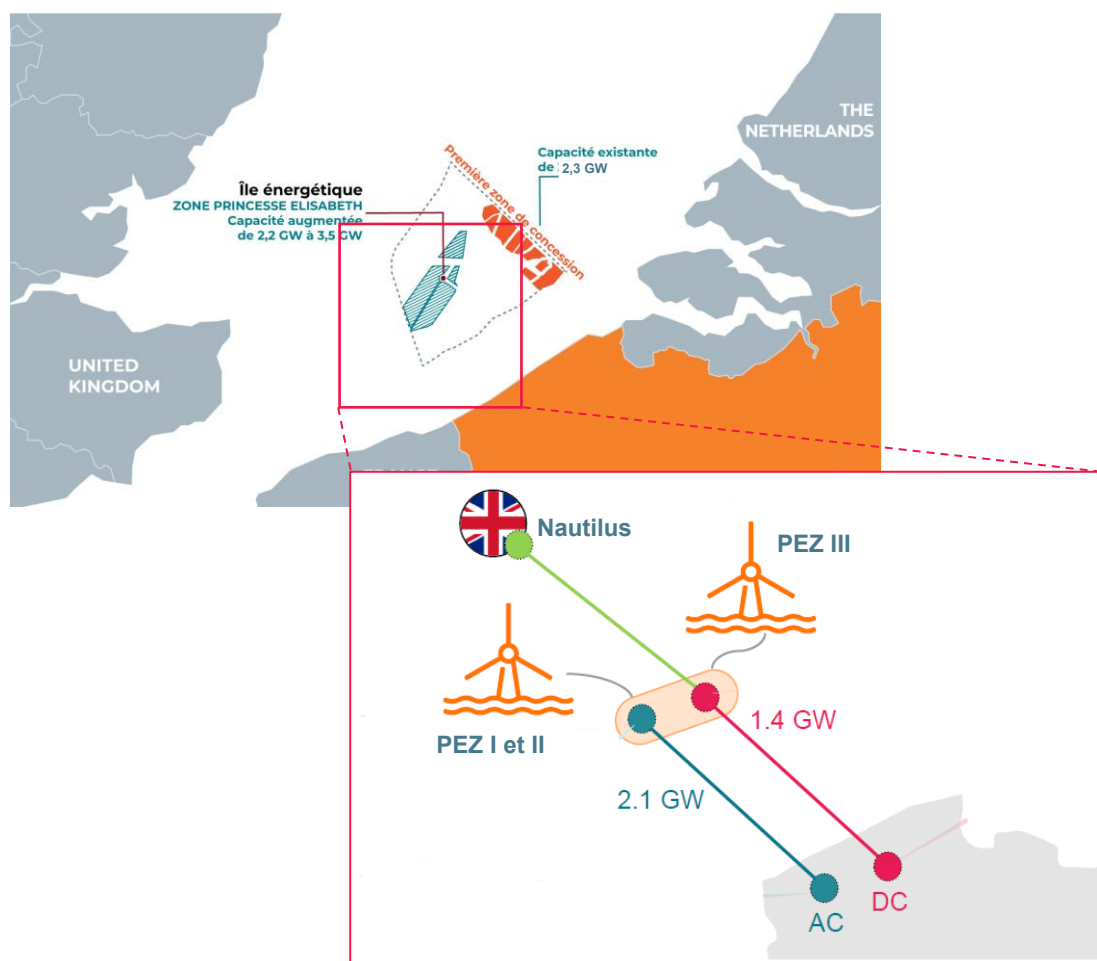 THE
NETHERLANDS
Première zone de concession
Capacité existante
de 2,3 GW
Île énergétique
ZONE PRINCESSE ELISABETH
Capacité augmentée
de 2,2 GW à 3,5 GW
UNITED
KINGDOM
Nautilus
PEZ III
PEZ I et II
1.4 GW
2.1 GW
DC
AC